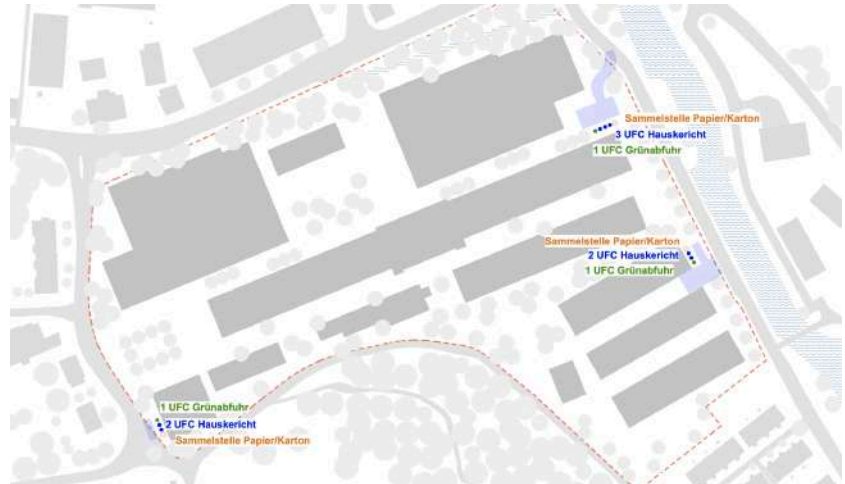 Sammelstelle Papier/Karton
3 UFC Hauskericht
1 UFC Grünabfuhr
Sammelstelle Papier/Karton
2 UFC Hauskericht
1 UFC Grünabfuhr
1 UFC Grünabfuhr
2 UFC Hauskericht
Sammelstelle Papier/Karton